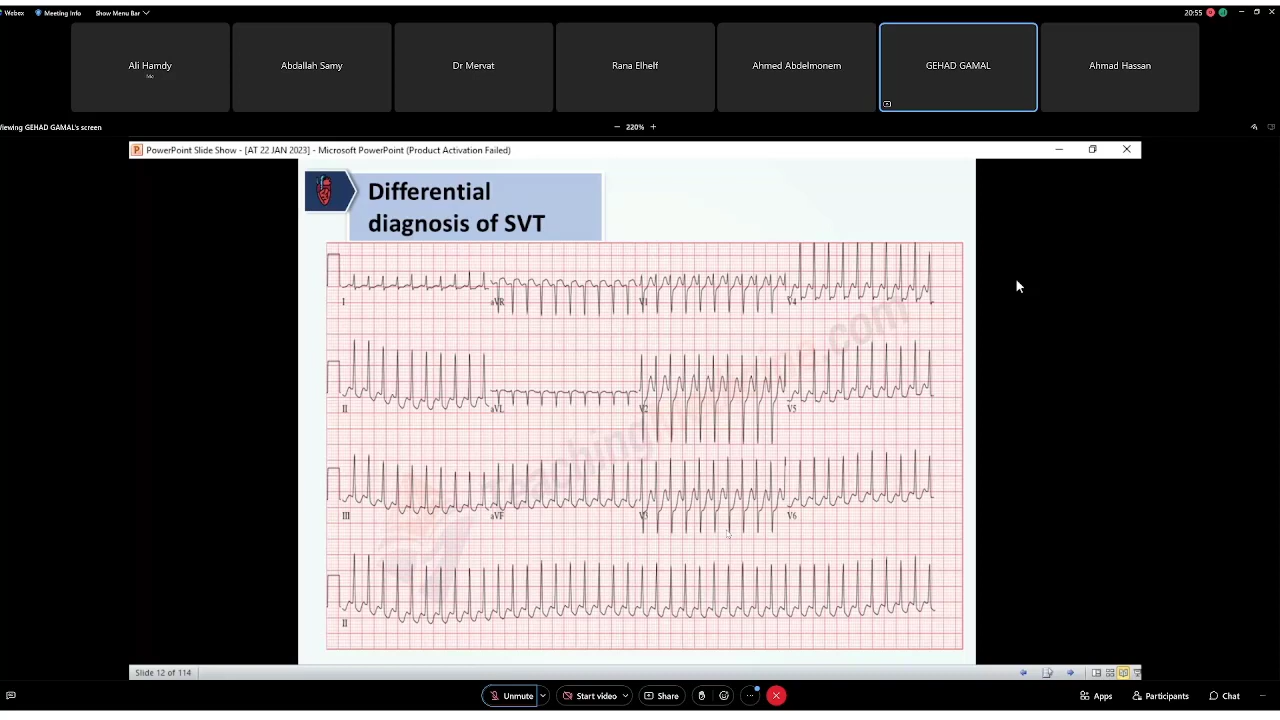 Webex Meeting Info Show Menu Bar 20:55
Ali Hamdy Abdallah Samy Dr Mervat Rana Elhelf Ahmed Abdelmonem GEHAD GAMAL Ahmad Hassan
Me
iewing GEHAD GAMAL's screen − 220% +
PowerPoint Slide Show - [AT 22 JAN 2023] - Microsoft PowerPoint (Product Activation Failed)
Differential
diagnosis of SVT
I aVR V1 V4
II aVL V2 V5
III aVF V3 V6
II
Slide 12 of 114
Unmute Start video Share Apps Participants Chat